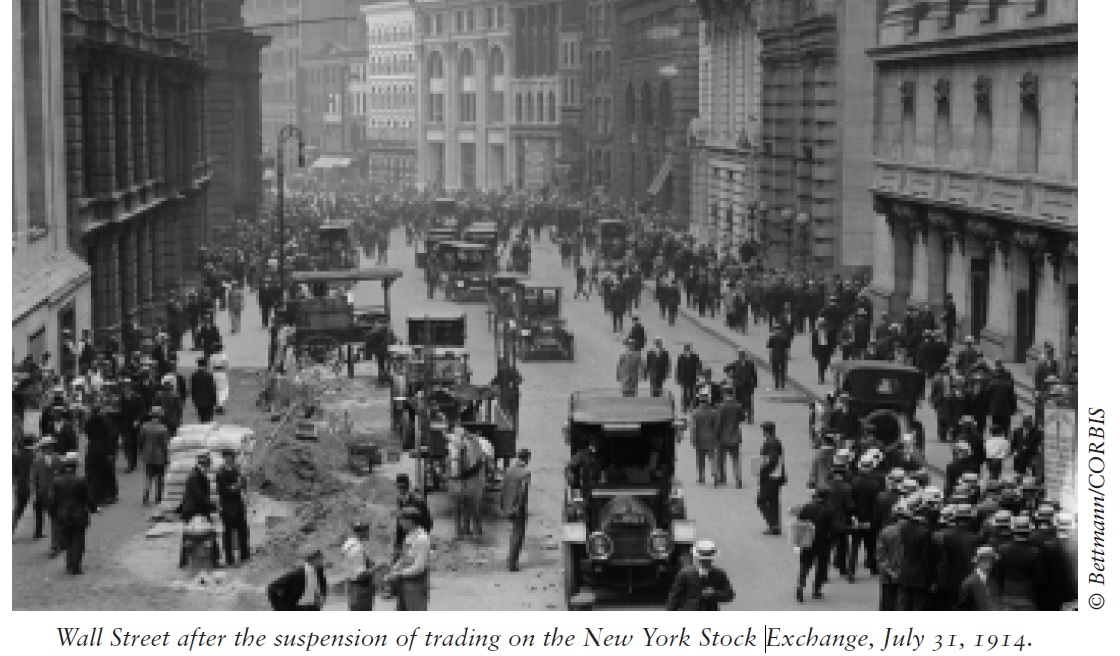 Wall Street after the suspension of trading on the New York Stock Exchange, July 31, 1914.
© Bettmann/CORBIS